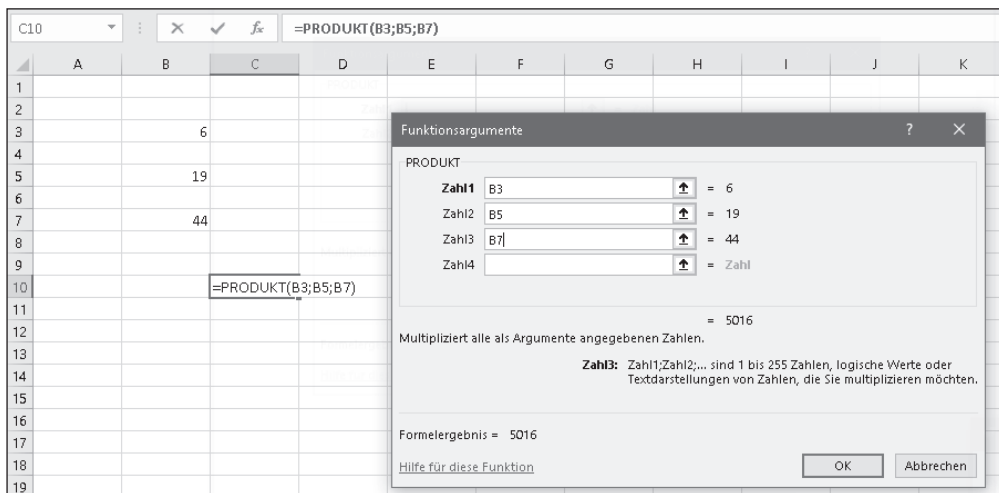 C10 fx =PRODUKT(B3;B5;B7)
A B C D E F G H I J K
1
2
3 6
4
5 19
6
7 44
8
9
10 =PRODUKT(B3;B5;B7)
11
12
13
14
15
16
17
18
19
Funktionsargumente ? ×
PRODUKT
Zahl1 B3 = 6
Zahl2 B5 = 19
Zahl3 B7 = 44
Zahl4 = Zahl
= 5016
Multipliziert alle als Argumente angegebenen Zahlen.
Zahl3: Zahl1;Zahl2;... sind 1 bis 255 Zahlen, logische Werte oder
Textdarstellungen von Zahlen, die Sie multiplizieren möchten.
Formelergebnis = 5016
Hilfe für diese Funktion OK Abbrechen